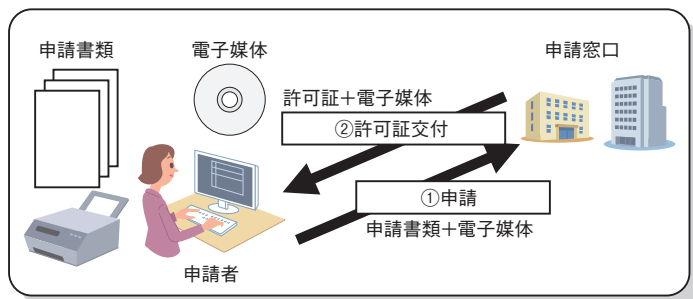 申請書類
電子媒体
申請窓口
許可証＋電子媒体
②許可証交付
①申請
申請書類＋電子媒体
申請者